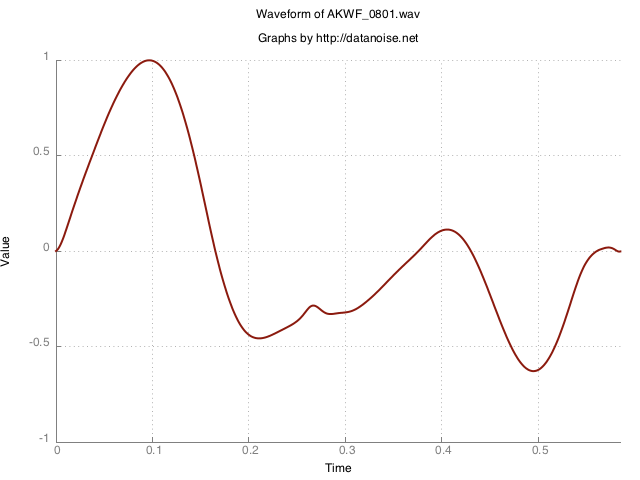 Waveform of AKWF_0801.wav
Graphs by http://datanoise.net
1
0.5
0
-0.5
-1
Value
0 0.1 0.2 0.3 0.4 0.5
Time